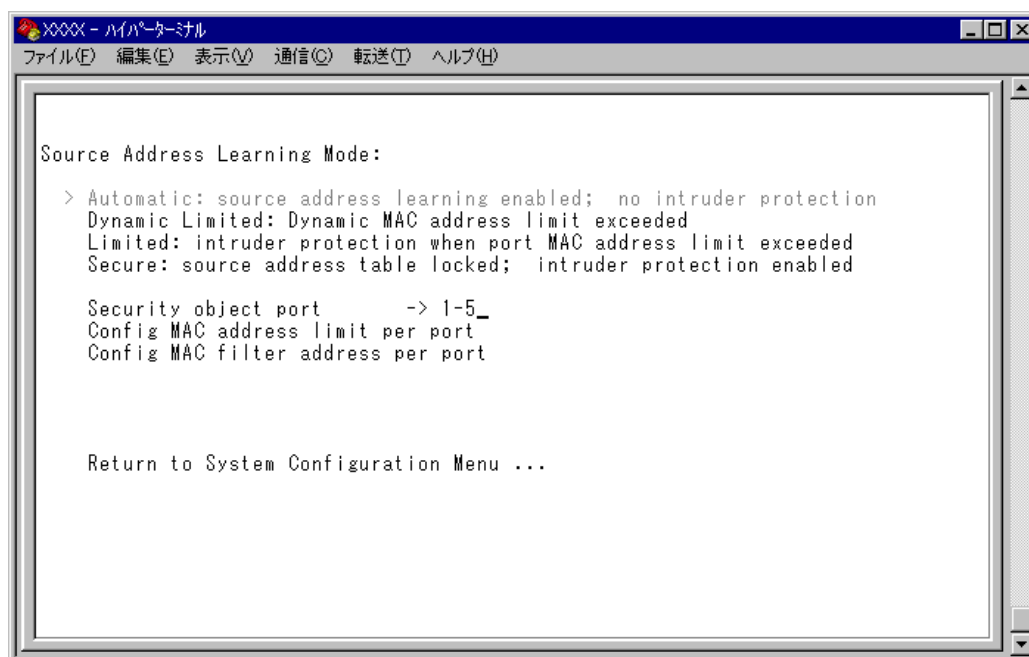 XXXX - ﾊｲﾊﾟｰﾀｰﾐﾅﾙ
ファイル(F) 編集(E) 表示(V) 通信(C) 転送(T) ヘルプ(H)
Source Address Learning Mode:
> Automatic: source address learning enabled; no intruder protection
Dynamic Limited: Dynamic MAC address limit exceeded
Limited: intruder protection when port MAC address limit exceeded
Secure: source address table locked; intruder protection enabled
Security object port -> 1-5_
Config MAC address limit per port
Config MAC filter address per port
Return to System Configuration Menu ...